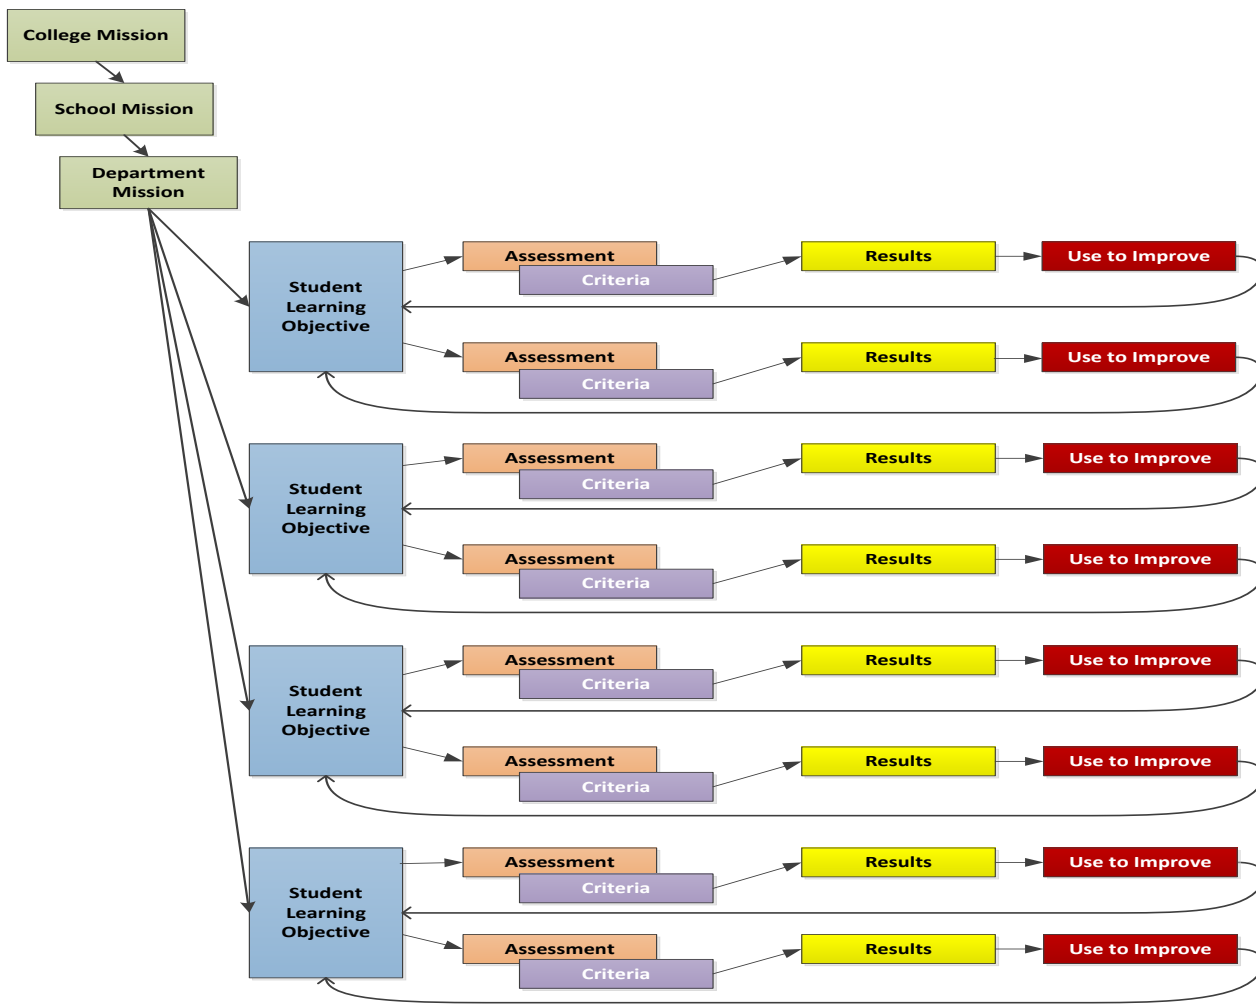 College Mission
School Mission
Department
Mission
Student
Learning
Objective
Assessment
Criteria
Results
Use to Improve
Assessment
Criteria
Results
Use to Improve
Student
Learning
Objective
Assessment
Criteria
Results
Use to Improve
Assessment
Criteria
Results
Use to Improve
Student
Learning
Objective
Assessment
Criteria
Results
Use to Improve
Assessment
Criteria
Results
Use to Improve
Student
Learning
Objective
Assessment
Criteria
Results
Use to Improve
Assessment
Criteria
Results
Use to Improve